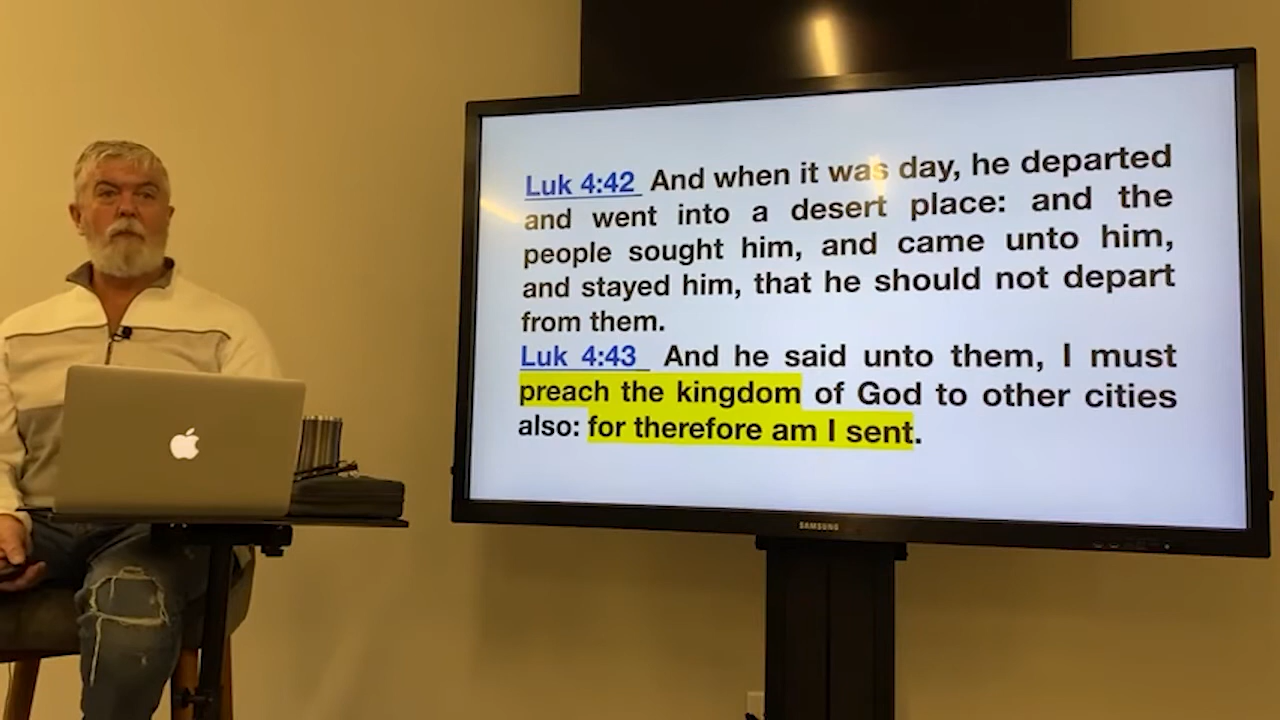 Luk 4:42 And when it was day, he departed
and went into a desert place: and the
people sought him, and came unto him,
and stayed him, that he should not depart
from them.
Luk 4:43 And he said unto them, I must
preach the kingdom of God to other cities
also: for therefore am I sent.
SAMSUNG